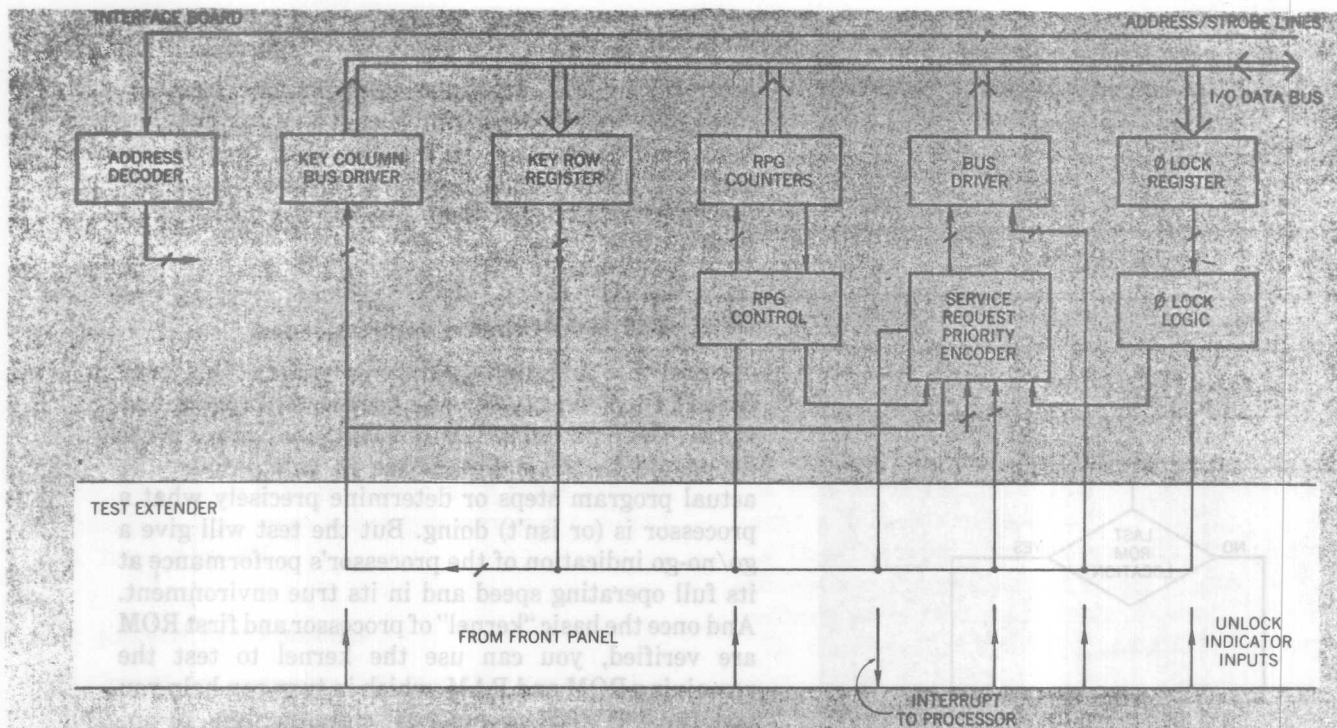 INTERFACE BOARD
ADDRESS/STROBE LINES
I/O DATA BUS
ADDRESS
DECODER
KEY COLUMN
BUS DRIVER
KEY ROW
REGISTER
RPG
COUNTERS
BUS
DRIVER
Ø LOCK
REGISTER
RPG
CONTROL
SERVICE
REQUEST
PRIORITY
ENCODER
Ø LOCK
LOGIC
TEST EXTENDER
actual program steps or determine precisely what a
processor is (or isn't) doing. But the test will give a
go/no-go indication of the processor's performance at
its full operating speed and in its true environment.
And once the basic "kernel" of processor and first ROM
are verified, you can use the kernel to test the
LAST
ROM
LOCATION
YES
NO
FROM FRONT PANEL
UNLOCK
INDICATOR
INPUTS
INTERRUPT
TO PROCESSOR